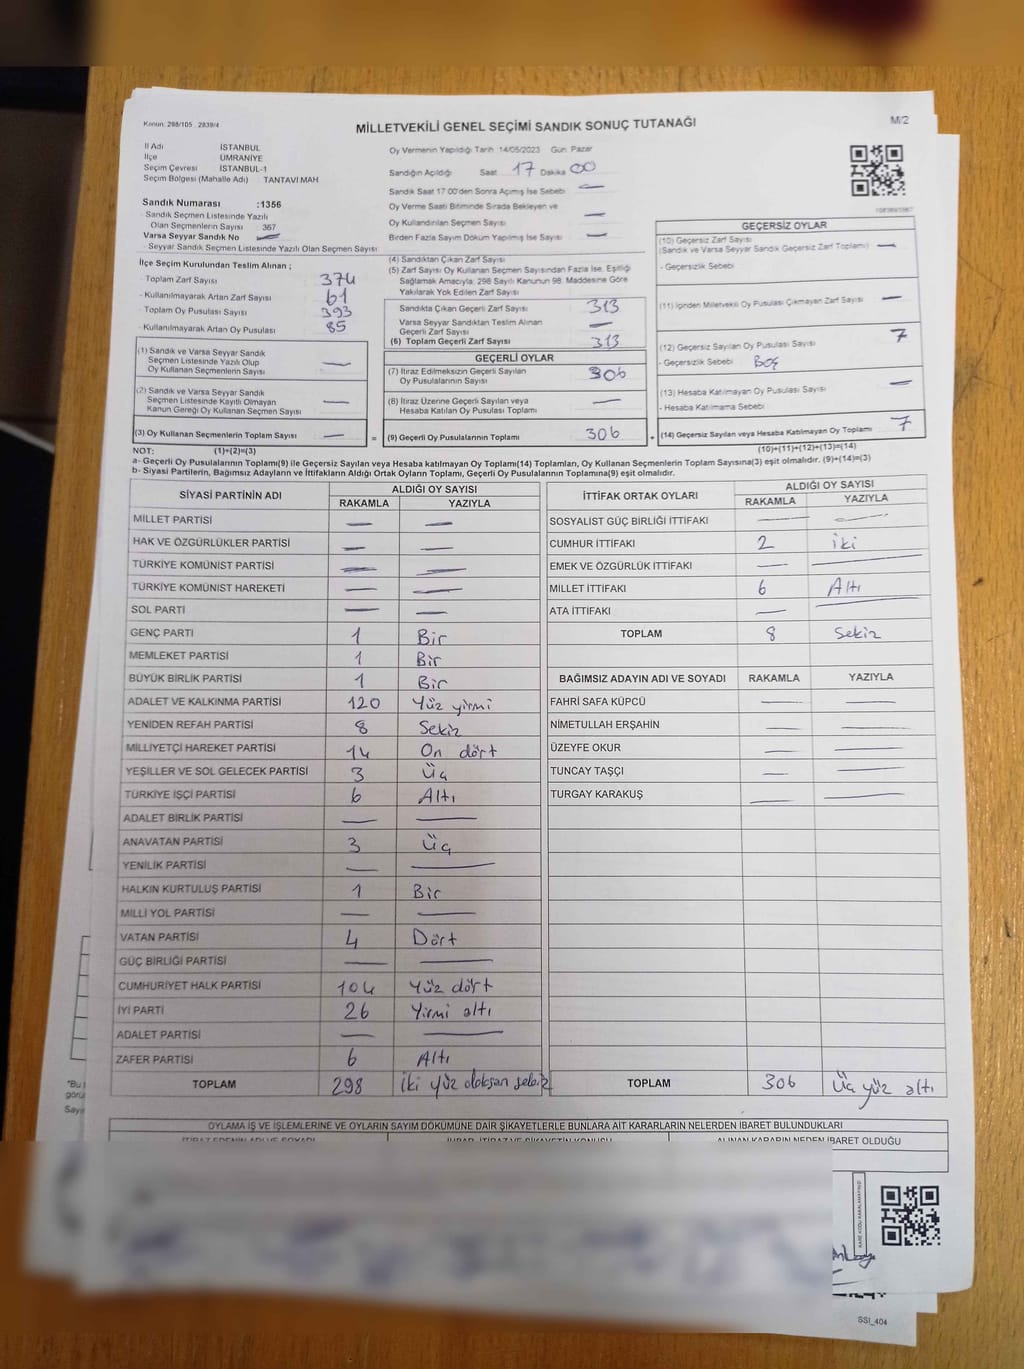 Kanun: 298/105 2839/4
MİLLETVEKİLİ GENEL SEÇİMİ SANDIK SONUÇ TUTANAĞI
M/2
İl Adı İSTANBUL
İlçe ÜMRANİYE
Seçim Çevresi İSTANBUL-1
Seçim Bölgesi (Mahalle Adı) TANTAVİ MAH
Sandık Numarası :1356
- Sandık Seçmen Listesinde Yazılı
Olan Seçmenlerin Sayısı 367
Varsa Seyyar Sandık No —
- Seyyar Sandık Seçmen Listesinde Yazılı Olan Seçmen Sayısı
Oy Vermenin Yapıldığı Tarih 14/05/2023 Gün Pazar
Sandığın Açıldığı Saat 17 Dakika 00
Sandık Saat 17 00'den Sonra Açımış İse Sebebi —
Oy Verme Saati Bitiminde Sırada Bekleyen ve
Oy Kullandırılan Seçmen Sayısı —
Birden Fazla Sayım Döküm Yapılmış İse Sayısı —
İlçe Seçim Kurulundan Teslim Alınan ;
Toplam Zarf Sayısı 374
- Kullanılmayarak Artan Zarf Sayısı 61
- Toplam Oy Pusulası Sayısı 393
- Kullanılmayarak Artan Oy Pusulası 85
(1) Sandık ve Varsa Seyyar Sandık
Seçmen Listesinde Yazılı Olup
Oy Kullanan Seçmenlerin Sayısı —
(2) Sandık ve Varsa Seyyar Sandık
Seçmen Listesinde Kayıtlı Olmayan
Kanun Gereği Oy Kullanan Seçmen Sayısı —
(3) Oy Kullanan Seçmenlerin Toplam Sayısı — =
(4) Sandıktan Çıkan Zarf Sayısı
(5) Zarf Sayısı Oy Kullanan Seçmen Sayısından Fazla İse, Eşitliği
Sağlamak Amacıyla; 298 Sayılı Kanunun 98. Maddesine Göre
Yakılarak Yok Edilen Zarf Sayısı
Sandıkta Çıkan Geçerli Zarf Sayısı 313
Varsa Seyyar Sandıktan Teslim Alınan
Geçerli Zarf Sayısı —
(6) Toplam Geçerli Zarf Sayısı 313
GEÇERLİ OYLAR
(7) İtiraz Edilmeksizin Geçerli Sayılan
Oy Pusulalarının Sayısı 306
(8) İtiraz Üzerine Geçerli Sayılan veya
Hesaba Katılan Oy Pusulası Toplamı —
(9) Geçerli Oy Pusulalarının Toplamı 306 +
GEÇERSİZ OYLAR
(10) Geçersiz Zarf Sayısı
(Sandık ve Varsa Seyyar Sandık Geçersiz Zarf Toplamı) —
- Geçersizlik Sebebi
(11) İçinden Milletvekili Oy Pusulası Çıkmayan Zarf Sayısı —
(12) Geçersiz Sayılan Oy Pusulası Sayısı 7
- Geçersizlik Sebebi Boş
(13) Hesaba Katılmayan Oy Pusulası Sayısı —
- Hesaba Katılmama Sebebi
(14) Geçersiz Sayılan veya Hesaba Katılmayan Oy Toplamı 7
NOT: (1)+(2)=(3) (10)+(11)+(12)+(13)=(14)
a- Geçerli Oy Pusulalarının Toplamı(9) ile Geçersiz Sayılan veya Hesaba katılmayan Oy Toplamı(14) Toplamları, Oy Kullanan Seçmenlerin Toplam Sayısına(3) eşit olmalıdır. (9)+(14)=(3)
b- Siyasi Partilerin, Bağımsız Adayların ve İttifakların Aldığı Ortak Oyların Toplamı, Geçerli Oy Pusulalarının Toplamına(9) eşit olmalıdır.
SİYASİ PARTİNİN ADI ALDIĞI OY SAYISI
RAKAMLA YAZIYLA
MİLLET PARTİSİ — —
HAK VE ÖZGÜRLÜKLER PARTİSİ — —
TÜRKİYE KOMÜNİST PARTİSİ — —
TÜRKİYE KOMÜNİST HAREKETİ — —
SOL PARTİ — —
GENÇ PARTİ 1 Bir
MEMLEKET PARTİSİ 1 Bir
BÜYÜK BİRLİK PARTİSİ 1 Bir
ADALET VE KALKINMA PARTİSİ 120 Yüz yirmi
YENİDEN REFAH PARTİSİ 8 Sekiz
MİLLİYETÇİ HAREKET PARTİSİ 14 On dört
YEŞİLLER VE SOL GELECEK PARTİSİ 3 Üç
TÜRKİYE İŞÇİ PARTİSİ 6 Altı
ADALET BİRLİK PARTİSİ — —
ANAVATAN PARTİSİ 3 Üç
YENİLİK PARTİSİ — —
HALKIN KURTULUŞ PARTİSİ 1 Bir
MİLLİ YOL PARTİSİ — —
VATAN PARTİSİ 4 Dört
GÜÇ BİRLİĞİ PARTİSİ — —
CUMHURİYET HALK PARTİSİ 104 Yüz dört
İYİ PARTİ 26 Yirmi altı
ADALET PARTİSİ — —
ZAFER PARTİSİ 6 Altı
TOPLAM 298 iki yüz doksan sekiz
İTTİFAK ORTAK OYLARI ALDIĞI OY SAYISI
RAKAMLA YAZIYLA
SOSYALİST GÜÇ BİRLİĞİ İTTİFAKI — —
CUMHUR İTTİFAKI 2 iki
EMEK VE ÖZGÜRLÜK İTTİFAKI — —
MİLLET İTTİFAKI 6 Altı
ATA İTTİFAKI — —
TOPLAM 8 Sekiz
BAĞIMSIZ ADAYIN ADI VE SOYADI RAKAMLA YAZIYLA
FAHRİ SAFA KÜPCÜ — —
NİMETULLAH ERŞAHİN — —
ÜZEYFE OKUR — —
TUNCAY TAŞÇI — —
TURGAY KARAKUŞ — —
TOPLAM 306 Üç yüz altı
OYLAMA İŞ VE İŞLEMLERİNE VE OYLARIN SAYIM DÖKÜMÜNE DAİR ŞİKAYETLERLE BUNLARA AİT KARARLARIN NELERDEN İBARET BULUNDUKLARI
İTİRAZ EDENİN ADI VE SOYADI ALINAN KARARIN NEDEN İBARET OLDUĞU
KARE KODU KARALAMAYINIZ!
SSİ_404